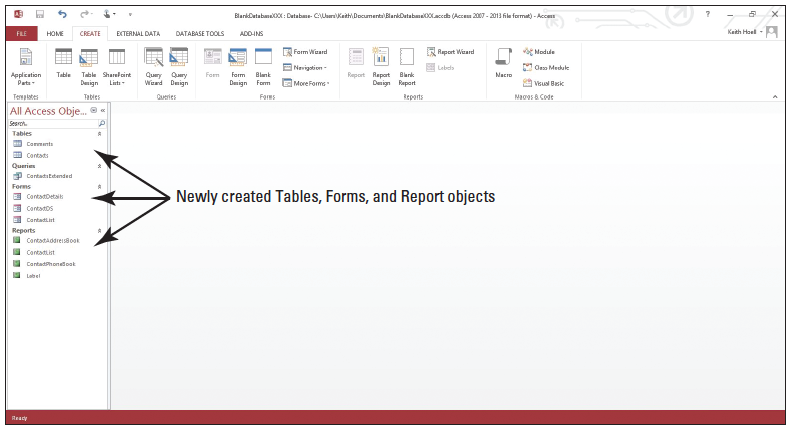 BlankDatabaseXXX : Database- C:\Users\Keith\Documents\BlankDatabaseXXX.accdb (Access 2007 - 2013 file format) - Access
?
FILE HOME CREATE EXTERNAL DATA DATABASE TOOLS ADD-INS
Keith Hoell
Application Parts
Table
Table Design
SharePoint Lists
Query Wizard
Query Design
Form
Form Design
Blank Form
Form Wizard
Navigation
More Forms
Report
Report Design
Blank Report
Report Wizard
Labels
Macro
Module
Class Module
Visual Basic
Templates Tables Queries Forms Reports Macros & Code
All Access Obje...
Search..
Tables
Comments
Contacts
Queries
ContactsExtended
Forms
ContactDetails
ContactDS
ContactList
Reports
ContactAddressBook
ContactList
ContactPhoneBook
Label
Newly created Tables, Forms, and Report objects
Ready